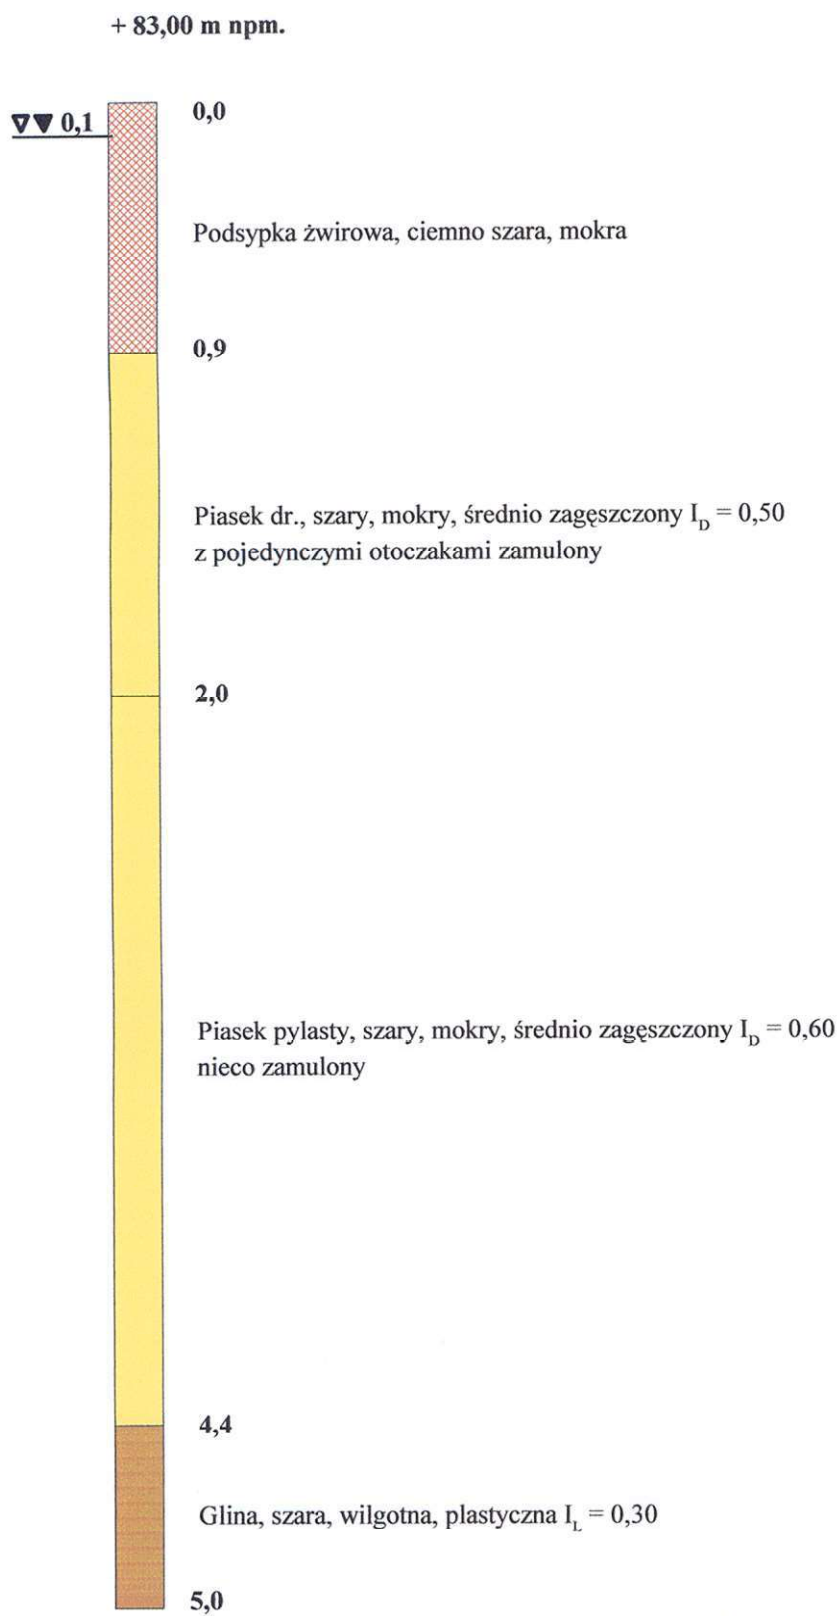 + 83,00 m npm.
0,0
0,1
Podsypka żwirowa, ciemno szara, mokra
0,9
Piasek dr., szary, mokry, średnio zagęszczony I_D = 0,50
z pojedynczymi otoczakami zamulony
2,0
Piasek pylasty, szary, mokry, średnio zagęszczony I_D = 0,60
nieco zamulony
4,4
Glina, szara, wilgotna, plastyczna I_L = 0,30
5,0